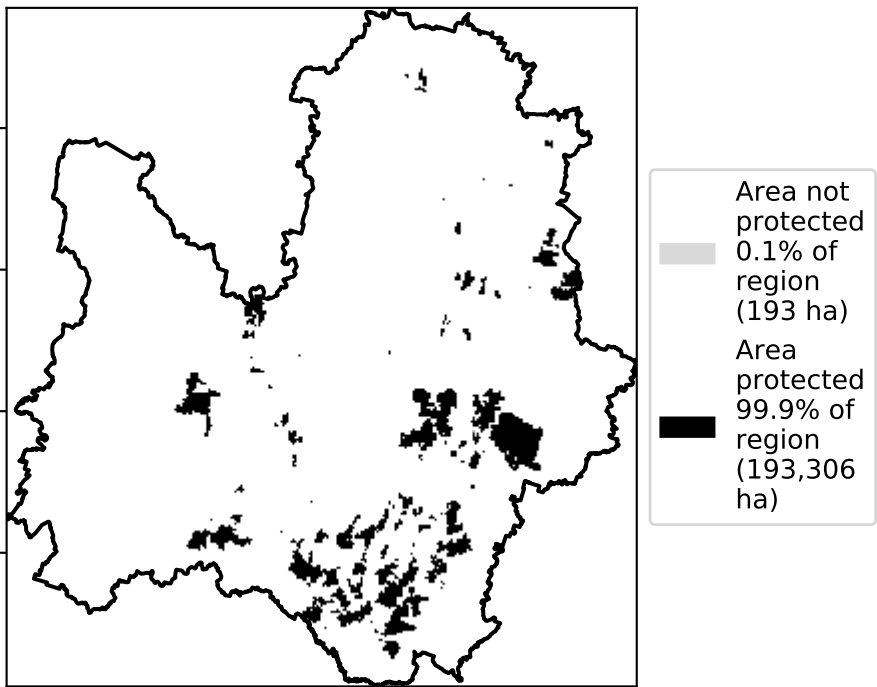 Area not
protected
0.1% of
region
(193 ha)
Area
protected
99.9% of
region
(193,306
ha)